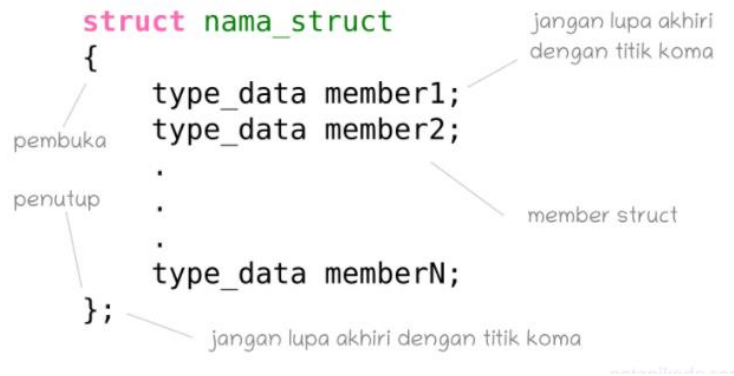 struct nama_struct
jangan lupa akhiri
dengan titik koma
{
type_data member1;
pembuka
type_data member2;
.
penutup
.
member struct
.
type_data memberN;
};
jangan lupa akhiri dengan titik koma